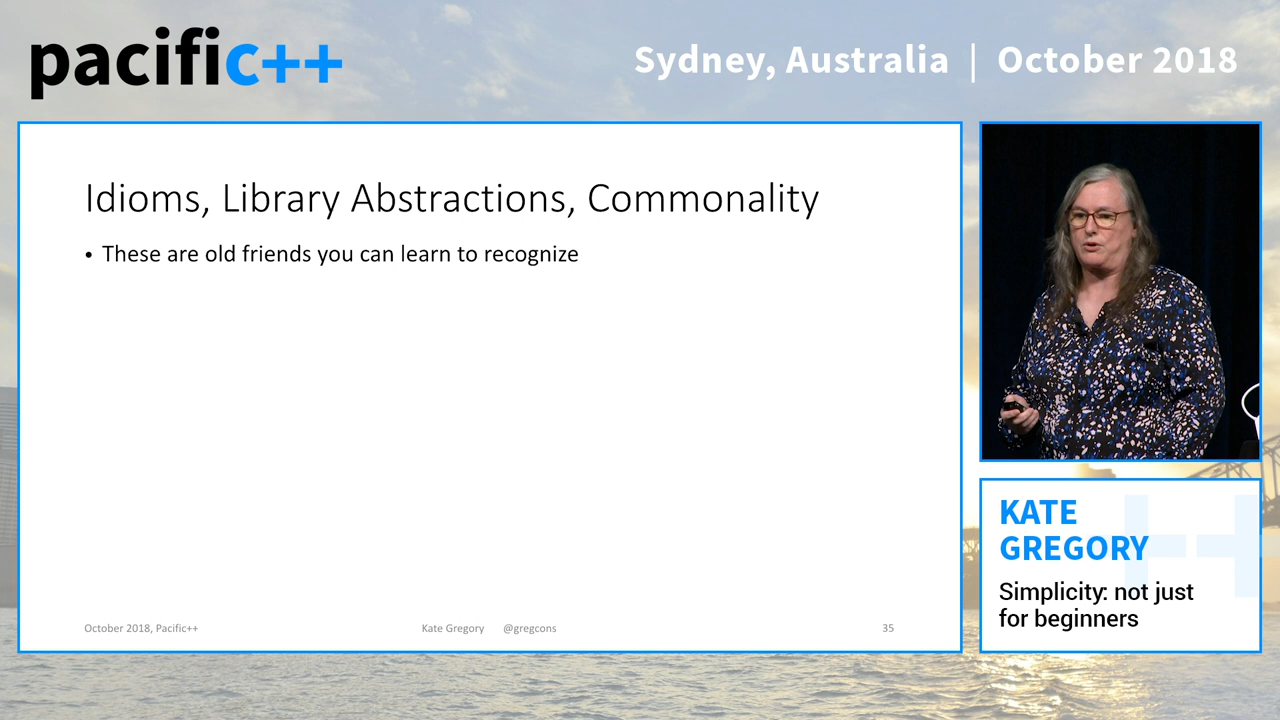 pacific++
Sydney, Australia | October 2018
Idioms, Library Abstractions, Commonality
• These are old friends you can learn to recognize
October 2018, Pacific++
Kate Gregory @gregcons
35
KATE
GREGORY
Simplicity: not just
for beginners